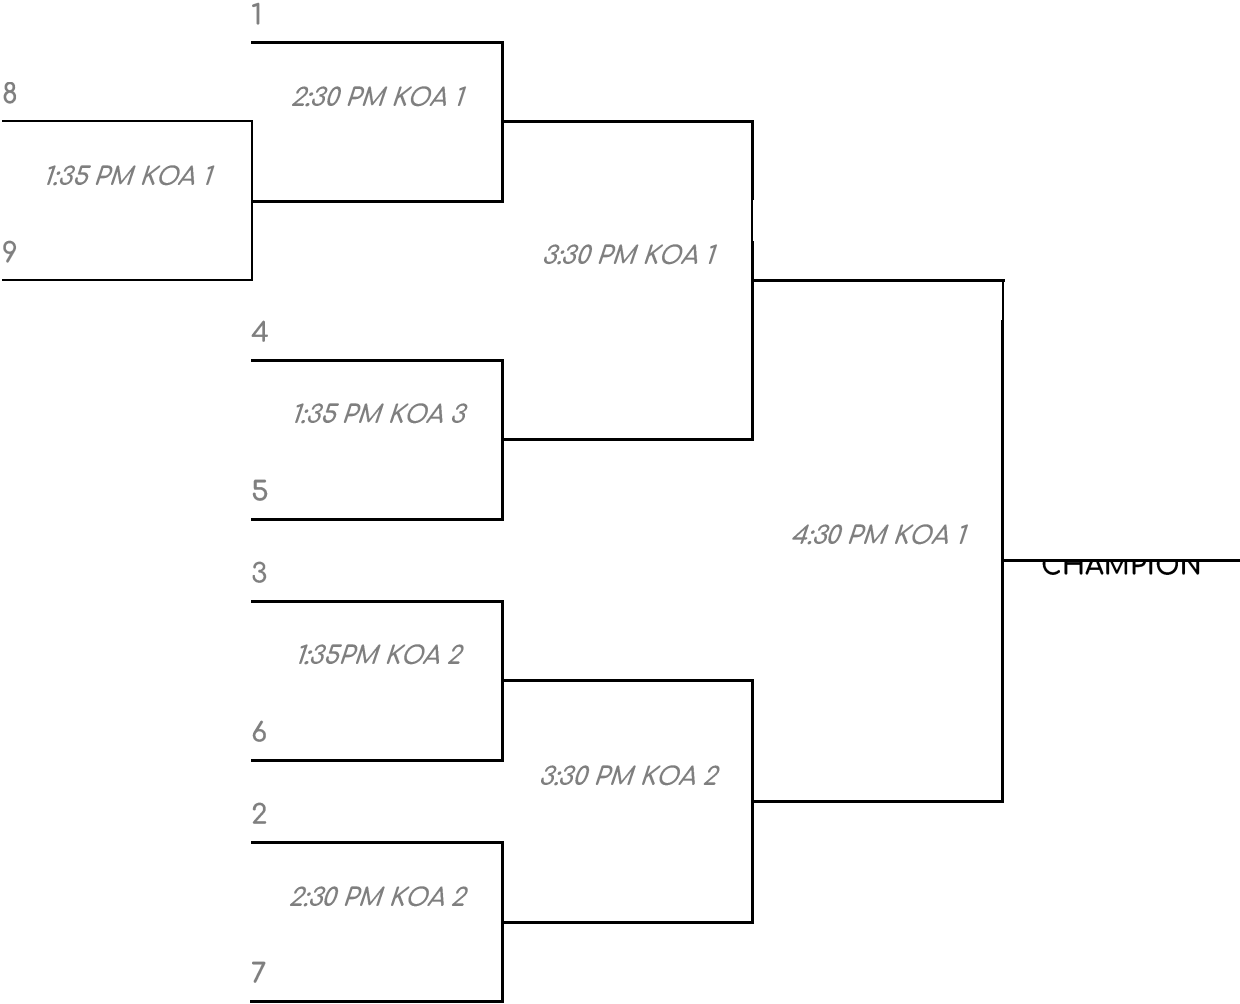 1
2:30 PM KOA 1
8
1:35 PM KOA 1
9
3:30 PM KOA 1
4
1:35 PM KOA 3
5
4:30 PM KOA 1
CHAMPION
3
1:35PM KOA 2
6
3:30 PM KOA 2
2
2:30 PM KOA 2
7